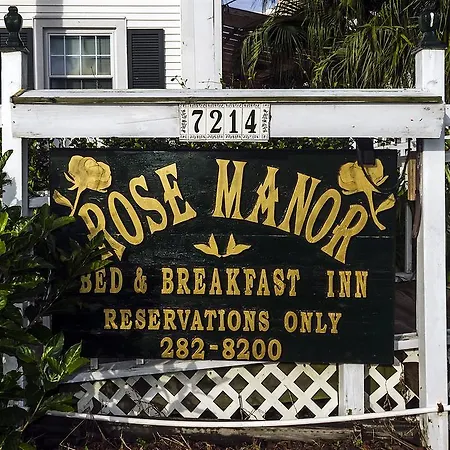 7214
ROSE MANOR
BED & BREAKFAST INN
RESERVATIONS ONLY
282-8200